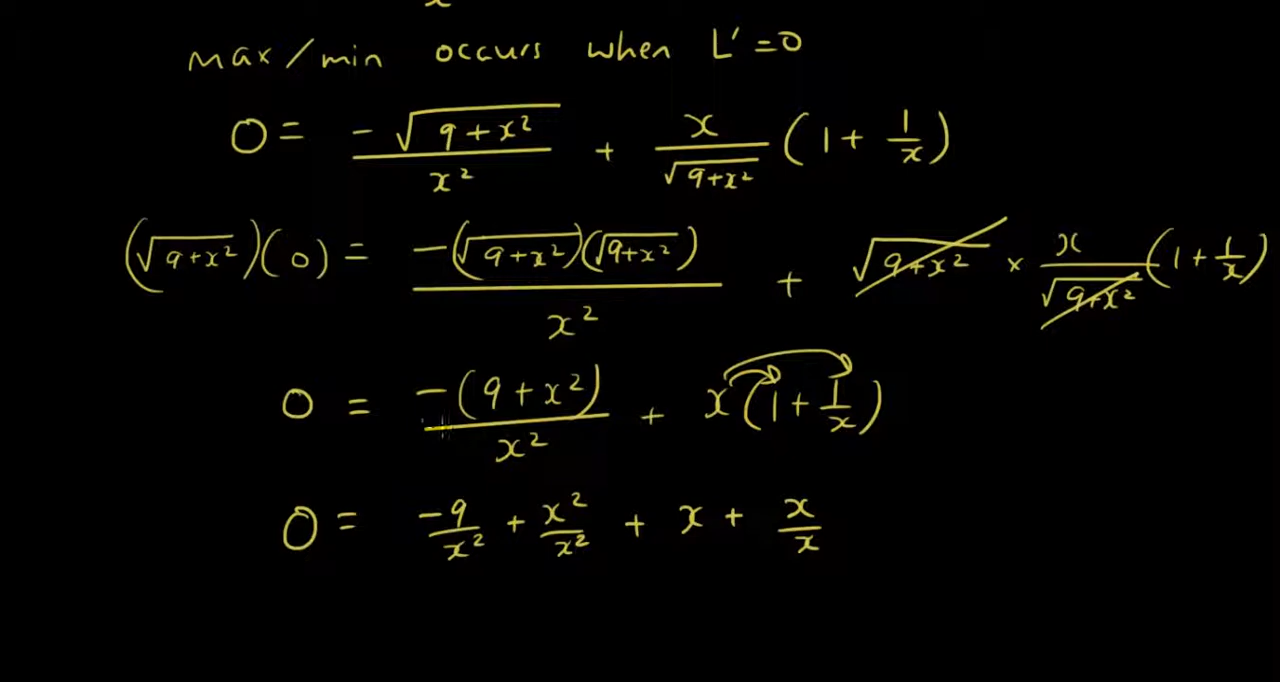 max/min occurs when L' = 0
0 = -√(9+x²)/x² + x/√(9+x²) (1 + 1/x)
(√(9+x²))(0) = -(√(9+x²))(√(9+x²))/x² + √(9+x²) × x/√(9+x²) (1 + 1/x)
0 = -(9+x²)/x² + x(1 + 1/x)
0 = -9/x² + x²/x² + x + x/x